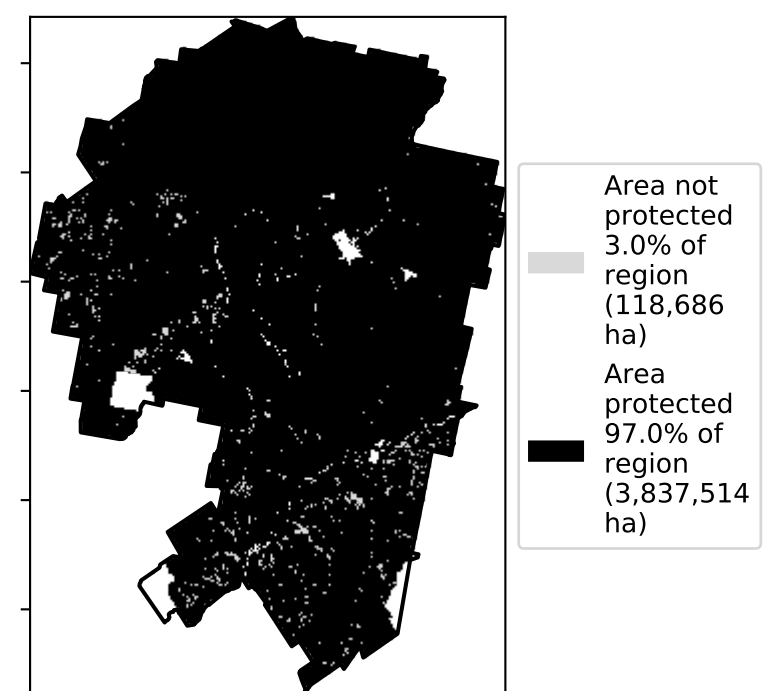 Area not
protected
3.0% of
region
(118,686
ha)
Area
protected
97.0% of
region
(3,837,514
ha)